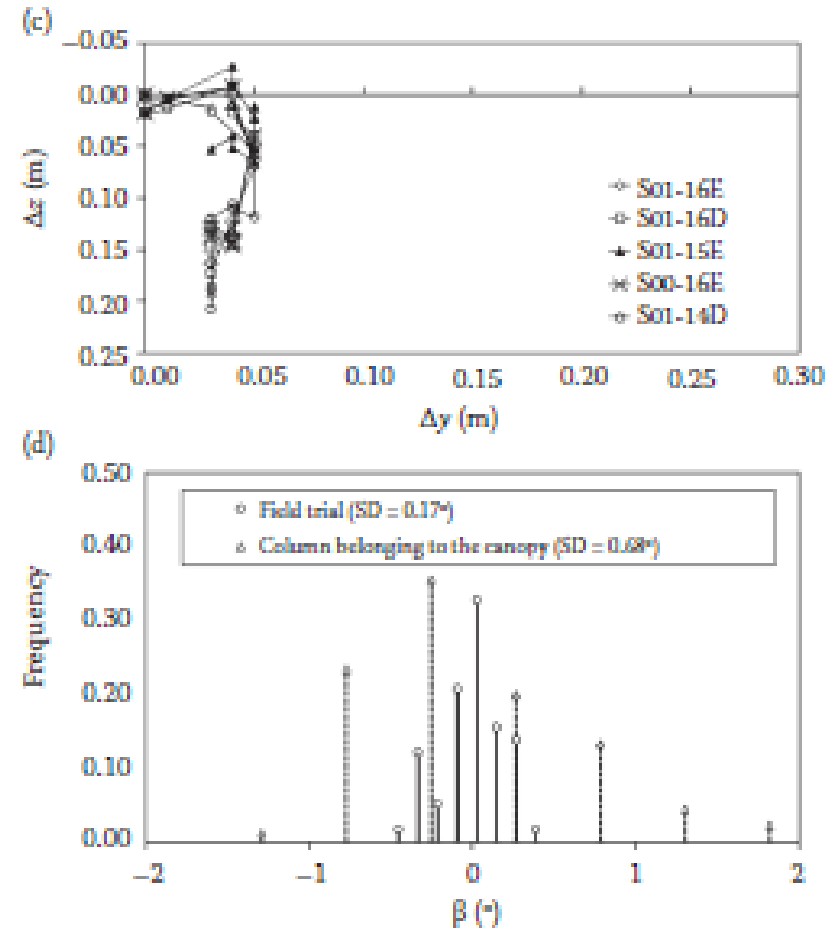 (c)
−0.05
0.00
0.05
0.10
0.15
0.20
0.25
Δz (m)
S01-16E
S01-16D
S01-15E
S00-16E
S01-14D
0.00 0.05 0.10 0.15 0.20 0.25 0.30
Δy (m)
(d)
0.50
0.40
0.30
0.20
0.10
0.00
Frequency
Field trial (SD = 0.17°)
Column belonging to the canopy (SD = 0.68°)
−2 −1 0 1 2
β (°)